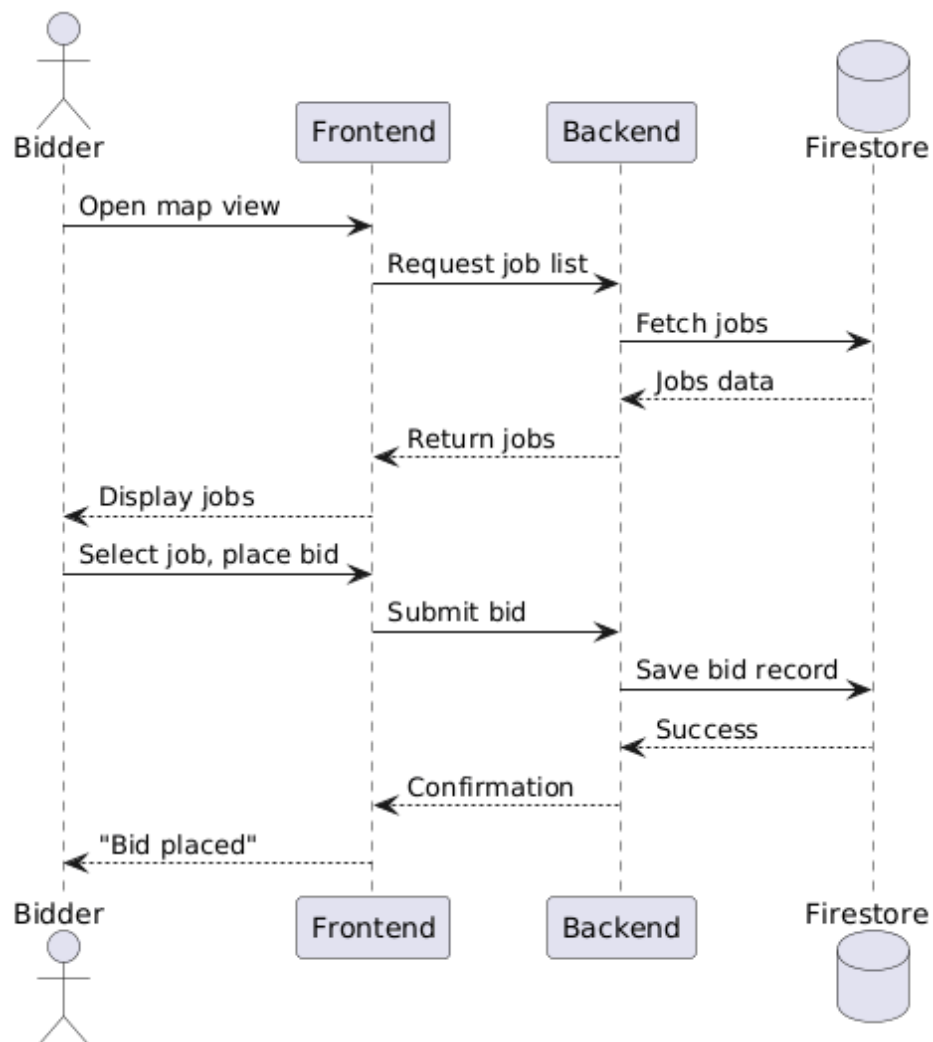 Bidder
Frontend
Backend
Firestore
Open map view
Request job list
Fetch jobs
Jobs data
Return jobs
Display jobs
Select job, place bid
Submit bid
Save bid record
Success
Confirmation
"Bid placed"
Bidder
Frontend
Backend
Firestore